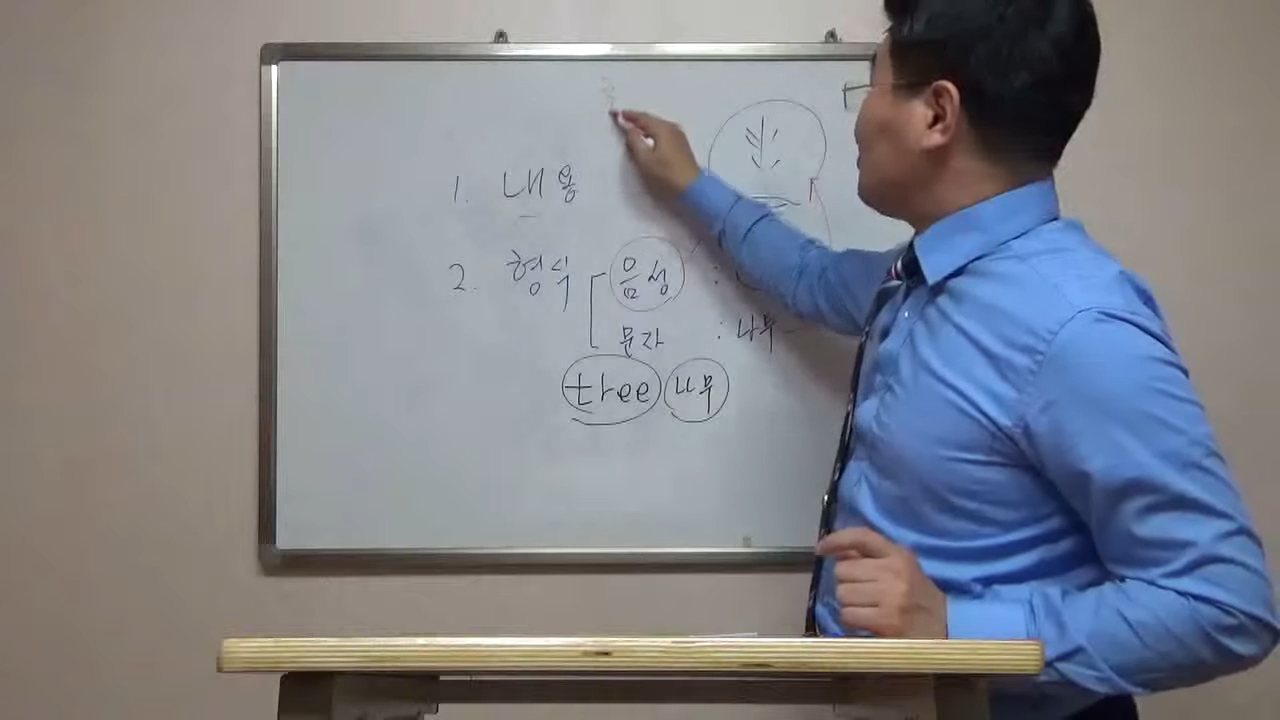 1. 내용
2. 형식 음성 :
문자 : 나무
tree 나무